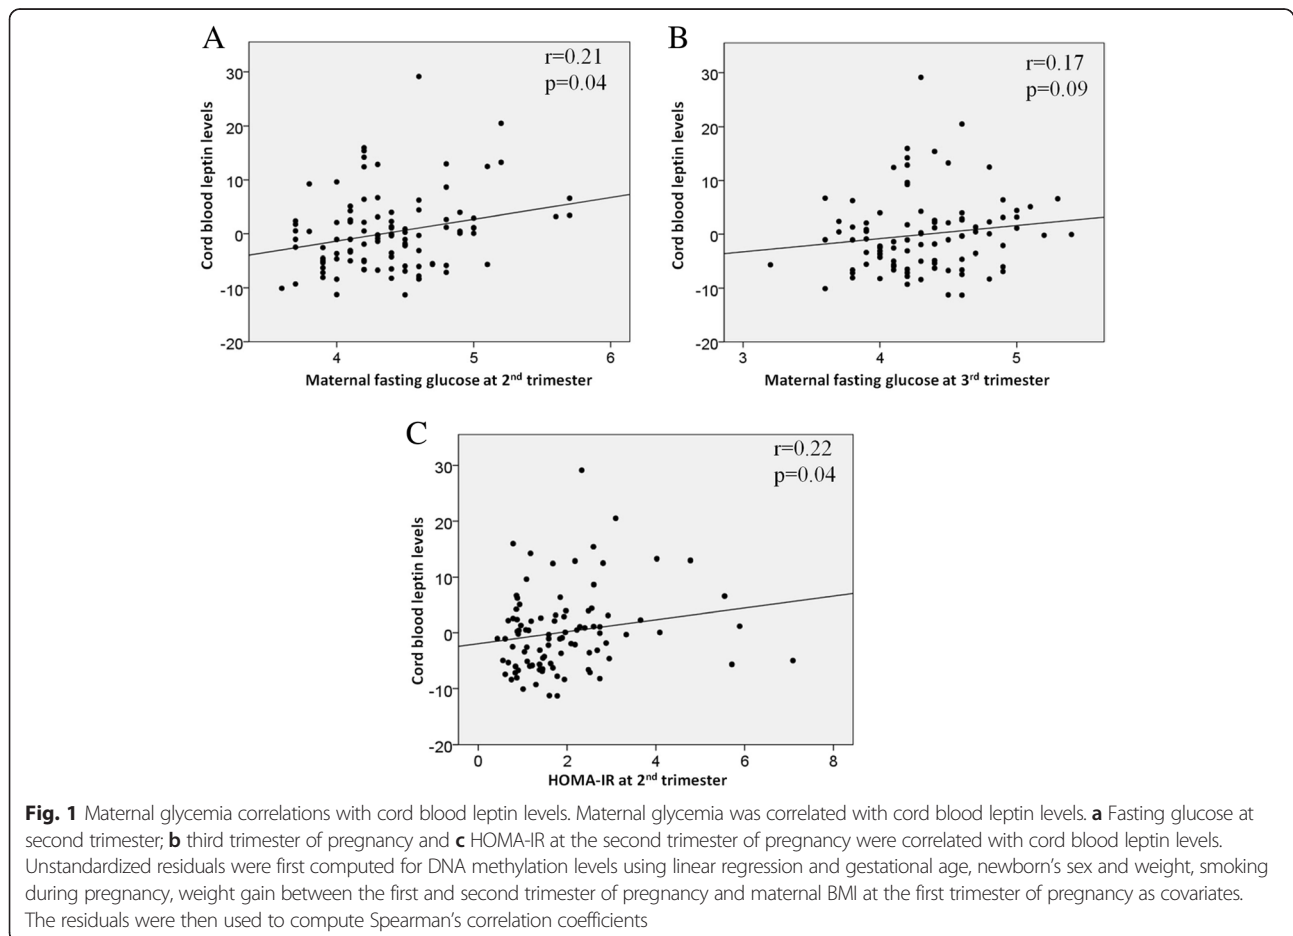 A
r=0.21
p=0.04
30
20
10
0
-10
-20
Cord blood leptin levels
4 5 6
Maternal fasting glucose at 2nd trimester
B
r=0.17
p=0.09
30
20
10
0
-10
-20
Cord blood leptin levels
3 4 5
Maternal fasting glucose at 3rd trimester
C
r=0.22
p=0.04
30
20
10
0
-10
-20
Cord blood leptin levels
0 2 4 6 8
HOMA-IR at 2nd trimester
Fig. 1 Maternal glycemia correlations with cord blood leptin levels. Maternal glycemia was correlated with cord blood leptin levels. a Fasting glucose at
second trimester; b third trimester of pregnancy and c HOMA-IR at the second trimester of pregnancy were correlated with cord blood leptin levels.
Unstandardized residuals were first computed for DNA methylation levels using linear regression and gestational age, newborn's sex and weight, smoking
during pregnancy, weight gain between the first and second trimester of pregnancy and maternal BMI at the first trimester of pregnancy as covariates.
The residuals were then used to compute Spearman's correlation coefficients